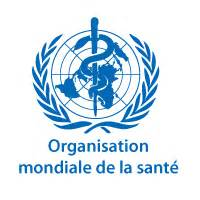 Organisation
mondiale de la santé